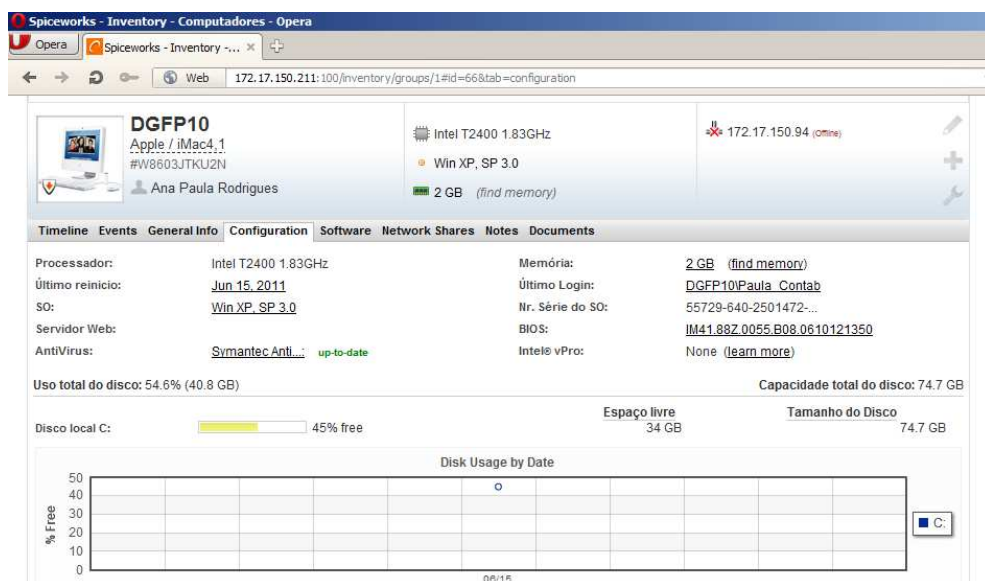 Spiceworks - Inventory - Computadores - Opera
Opera Spiceworks - Inventory -...
Web 172.17.150.211:100/inventory/groups/1#id=66&tab=configuration
DGFP10
Apple / iMac4,1
#W8603JTKU2N
Ana Paula Rodrigues
Intel T2400 1.83GHz
Win XP, SP 3.0
2 GB (find memory)
172.17.150.94 (Offline)
Timeline Events General Info Configuration Software Network Shares Notes Documents
Processador: Intel T2400 1.83GHz Memória: 2 GB (find memory)
Último reinicio: Jun 15, 2011 Último Login: DGFP10\Paula_Contab
SO: Win XP, SP 3.0 Nr. Série do SO: 55729-640-2501472-...
Servidor Web: BIOS: IM41.88Z.0055.B08.0610121350
AntiVirus: Symantec Anti...: up-to-date Intel® vPro: None (learn more)
Uso total do disco: 54.6% (40.8 GB) Capacidade total do disco: 74.7 GB
Espaço livre Tamanho do Disco
Disco local C: 45% free 34 GB 74.7 GB
Disk Usage by Date
50
40
30
20
10
0
% Free
C:
06/15